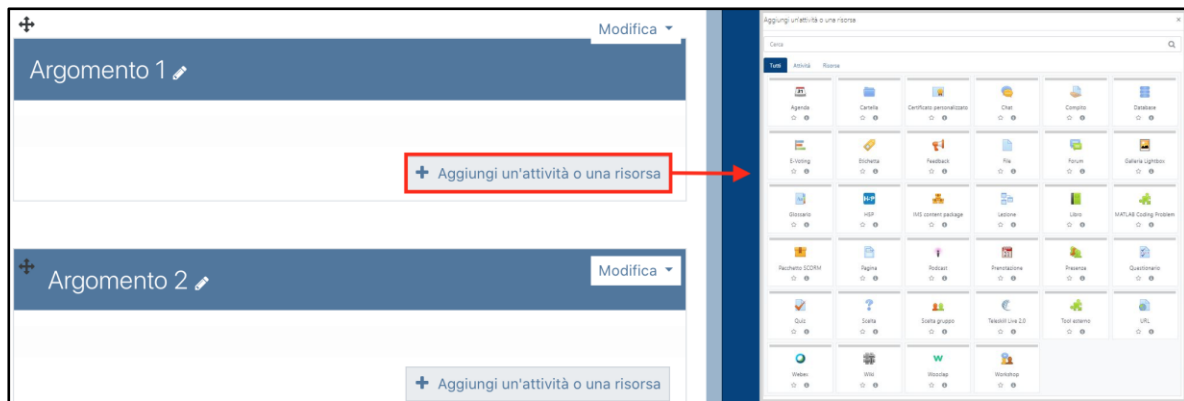 Modifica
Argomento 1
+ Aggiungi un'attività o una risorsa
Modifica
Argomento 2
+ Aggiungi un'attività o una risorsa
Aggiungi un'attività o una risorsa
Cerca
Tutti Attività Risorse
Agenda Cartella Certificato personalizzato Chat Compito Database
E-Voting Etichetta Feedback File Forum Galleria Lightbox
Glossario H5P IMS content package Lezione Libro MATLAB Coding Problem
Pacchetto SCORM Pagina Podcast Prenotazione Presenza Questionario
Quiz Scelta Scelta gruppo Teleskill Live 2.0 Tool esterno URL
Webex Wiki Wooclap Workshop